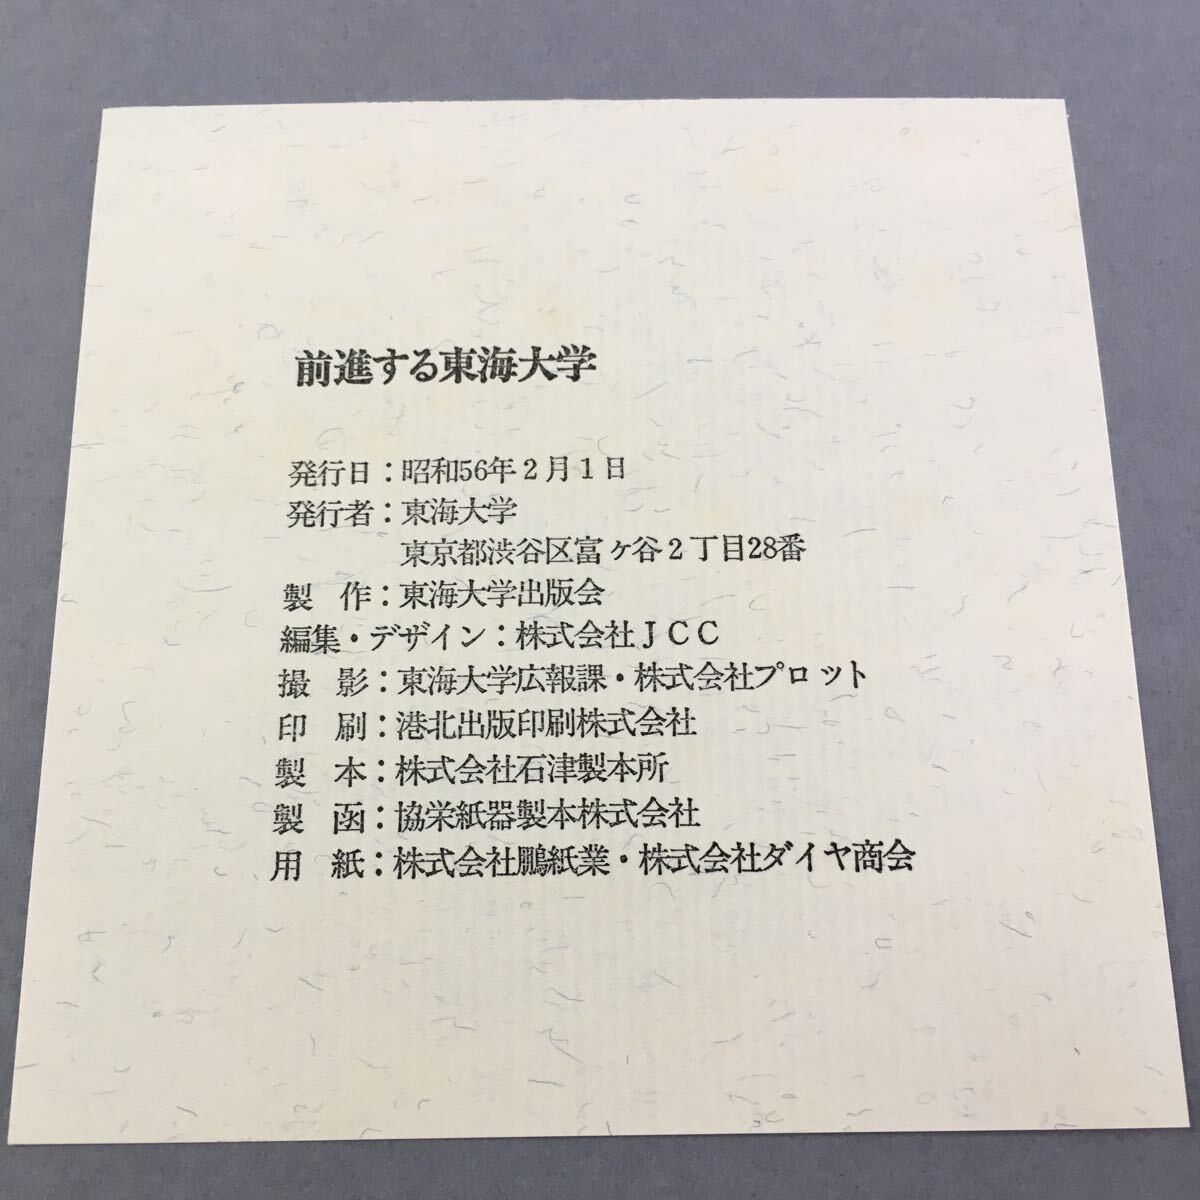 前進する東海大学
発行日：昭和56年２月１日
発行者：東海大学
東京都渋谷区富ヶ谷２丁目28番
製　作：東海大学出版会
編集・デザイン：株式会社ＪＣＣ
撮　影：東海大学広報課・株式会社プロット
印　刷：港北出版印刷株式会社
製　本：株式会社石津製本所
製　函：協栄紙器製本株式会社
用　紙：株式会社鵬紙業・株式会社ダイヤ商会